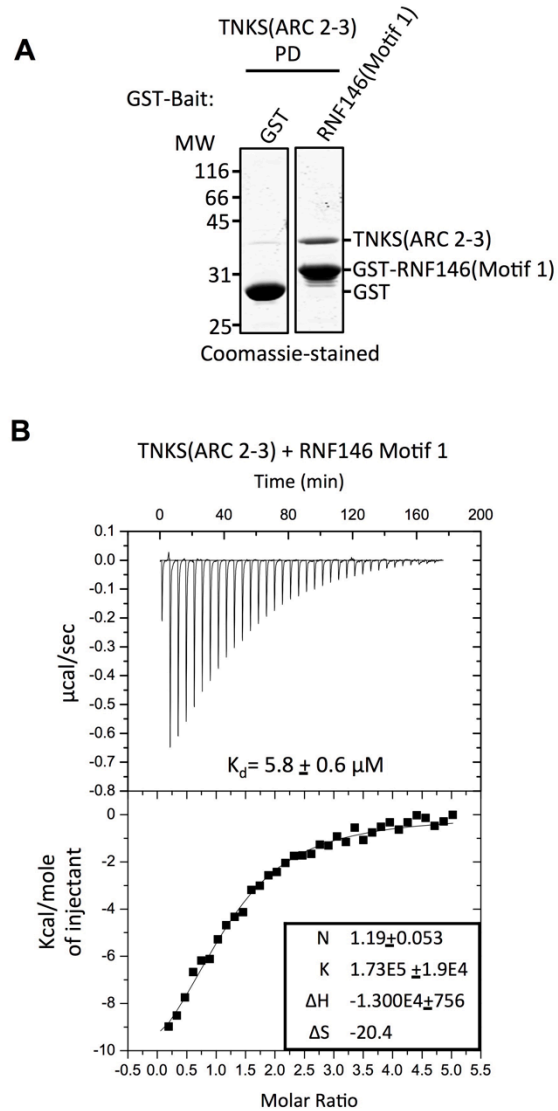 A
TNKS(ARC 2-3)
PD
GST-Bait:
GST
RNF146(Motif 1)
MW
116
66
45
31
25
TNKS(ARC 2-3)
GST-RNF146(Motif 1)
GST
Coomassie-stained
B
TNKS(ARC 2-3) + RNF146 Motif 1
Time (min)
0 40 80 120 160 200
0.1
0.0
-0.1
-0.2
-0.3
-0.4
-0.5
-0.6
-0.7
-0.8
µcal/sec
Kd= 5.8 ± 0.6 µM
0
-2
-4
-6
-8
-10
Kcal/mole
of injectant
N 1.19±0.053
K 1.73E5 ±1.9E4
ΔH -1.300E4±756
ΔS -20.4
-0.5 0.0 0.5 1.0 1.5 2.0 2.5 3.0 3.5 4.0 4.5 5.0 5.5
Molar Ratio